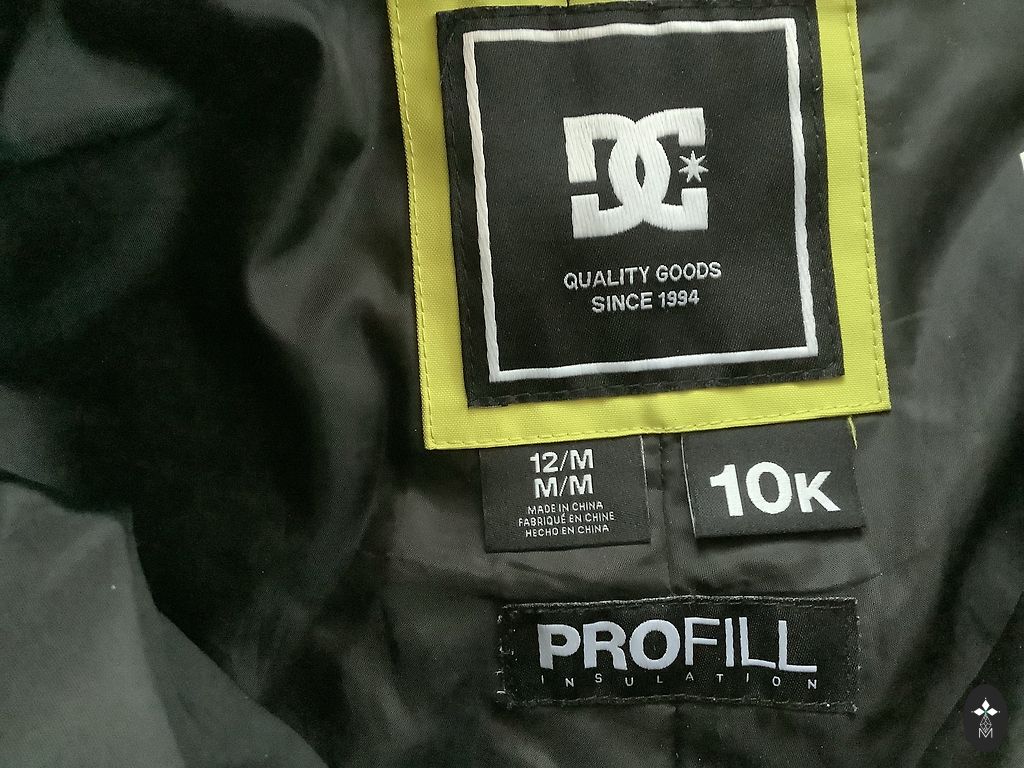 DC
QUALITY GOODS
SINCE 1994
12/M
M/M
MADE IN CHINA
FABRIQUÉ EN CHINE
HECHO EN CHINA
10K
PROFILL
INSULATION
M